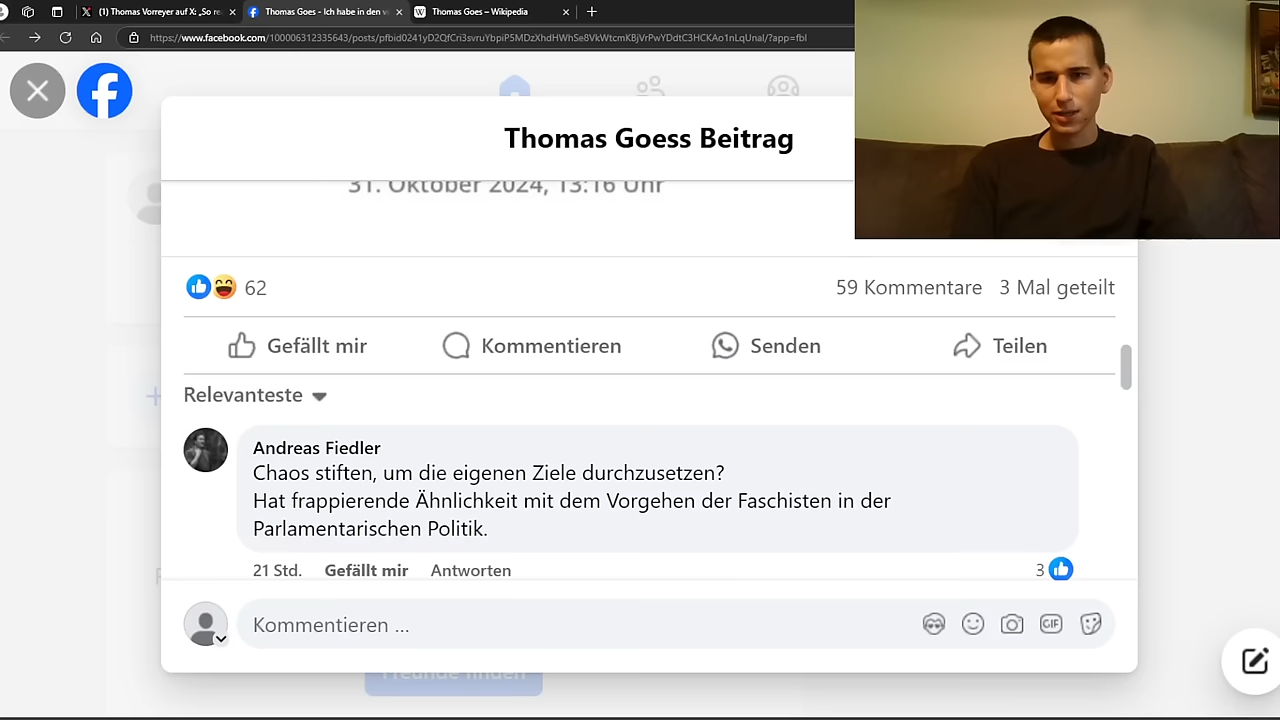 (1) Thomas Vorreyer auf X: „So re
Thomas Goes - Ich habe in den v
Thomas Goes – Wikipedia
https://www.facebook.com/100006312335643/posts/pfbid0241yD2QfCri3svruYbpiP5MDzXhdHWhSe8VkWtcmKBjVrPwYDdtC3HCKAo1nLqUnal/?app=fbl
Thomas Goess Beitrag
31. Oktober 2024, 13:16 Uhr
62
59 Kommentare 3 Mal geteilt
Gefällt mir Kommentieren Senden Teilen
Relevanteste
Andreas Fiedler
Chaos stiften, um die eigenen Ziele durchzusetzen?
Hat frappierende Ähnlichkeit mit dem Vorgehen der Faschisten in der
Parlamentarischen Politik.
21 Std. Gefällt mir Antworten 3
Kommentieren ...
GIF
Freunde finden